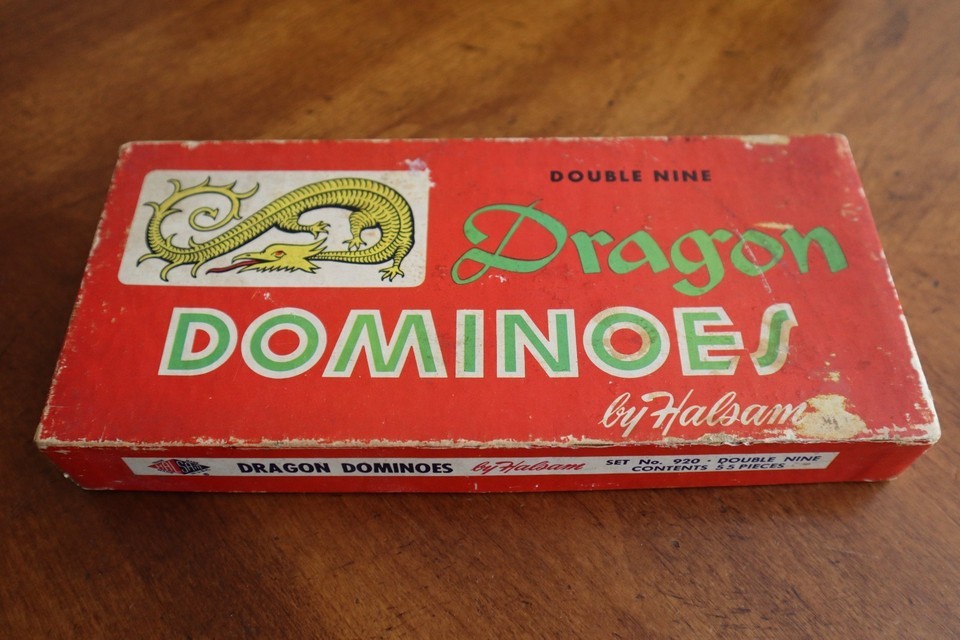 DOUBLE NINE
Dragon
DOMINOES
by Halsam
DRAGON DOMINOES by Halsam SET No. 920 - DOUBLE NINE
CONTENTS 55 PIECES